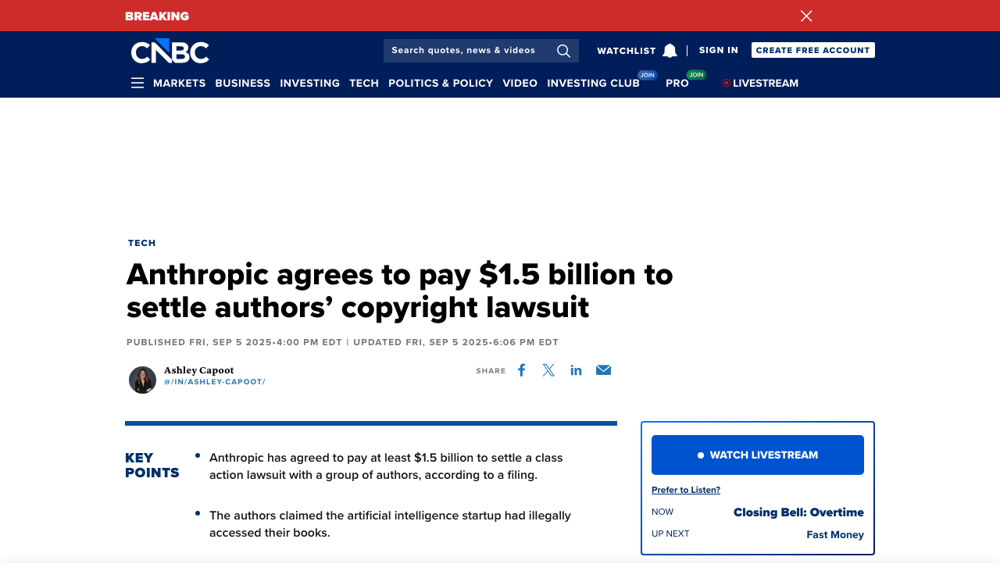 BREAKING
CNBC
Search quotes, news & videos
WATCHLIST
SIGN IN
CREATE FREE ACCOUNT
MARKETS BUSINESS INVESTING TECH POLITICS & POLICY VIDEO INVESTING CLUB JOIN PRO JOIN LIVESTREAM
TECH
Anthropic agrees to pay $1.5 billion to
settle authors’ copyright lawsuit
PUBLISHED FRI, SEP 5 2025•4:00 PM EDT | UPDATED FRI, SEP 5 2025•6:06 PM EDT
Ashley Capoot
@/IN/ASHLEY-CAPOOT/
SHARE
KEY
POINTS
Anthropic has agreed to pay at least $1.5 billion to settle a class
action lawsuit with a group of authors, according to a filing.
The authors claimed the artificial intelligence startup had illegally
accessed their books.
WATCH LIVESTREAM
Prefer to Listen?
NOW Closing Bell: Overtime
UP NEXT Fast Money